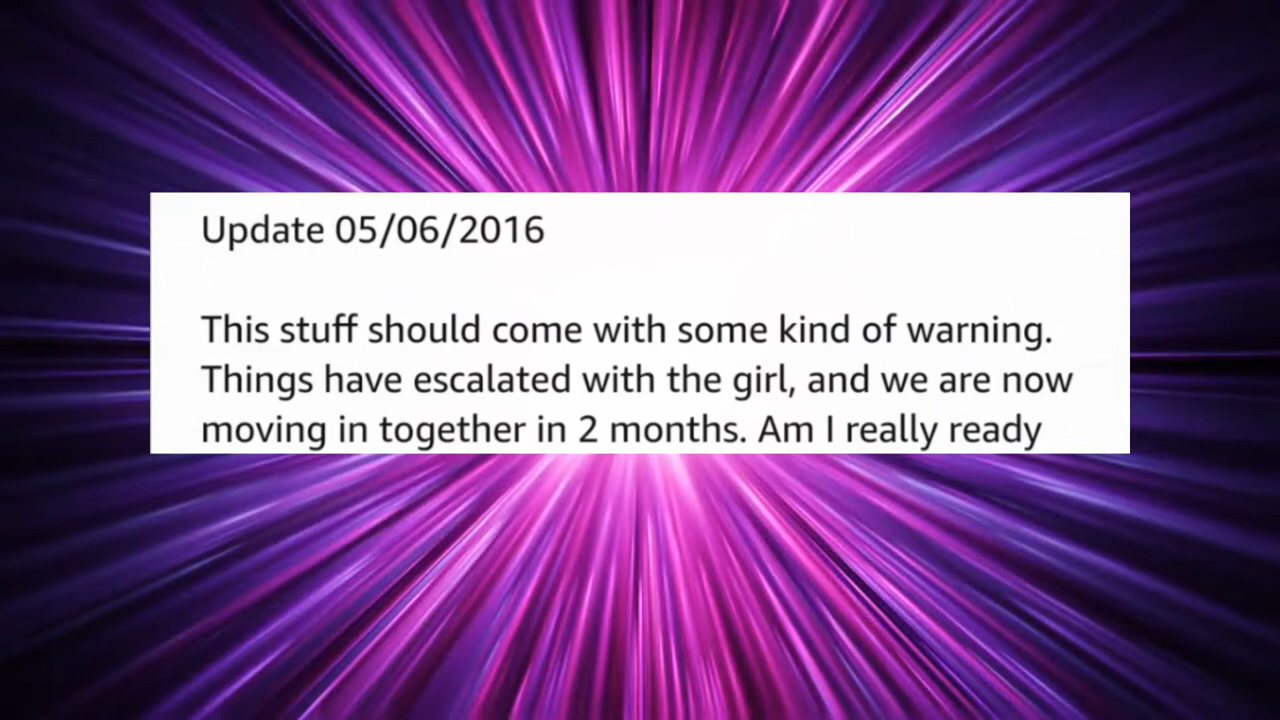 Update 05/06/2016
This stuff should come with some kind of warning.
Things have escalated with the girl, and we are now
moving in together in 2 months. Am I really ready